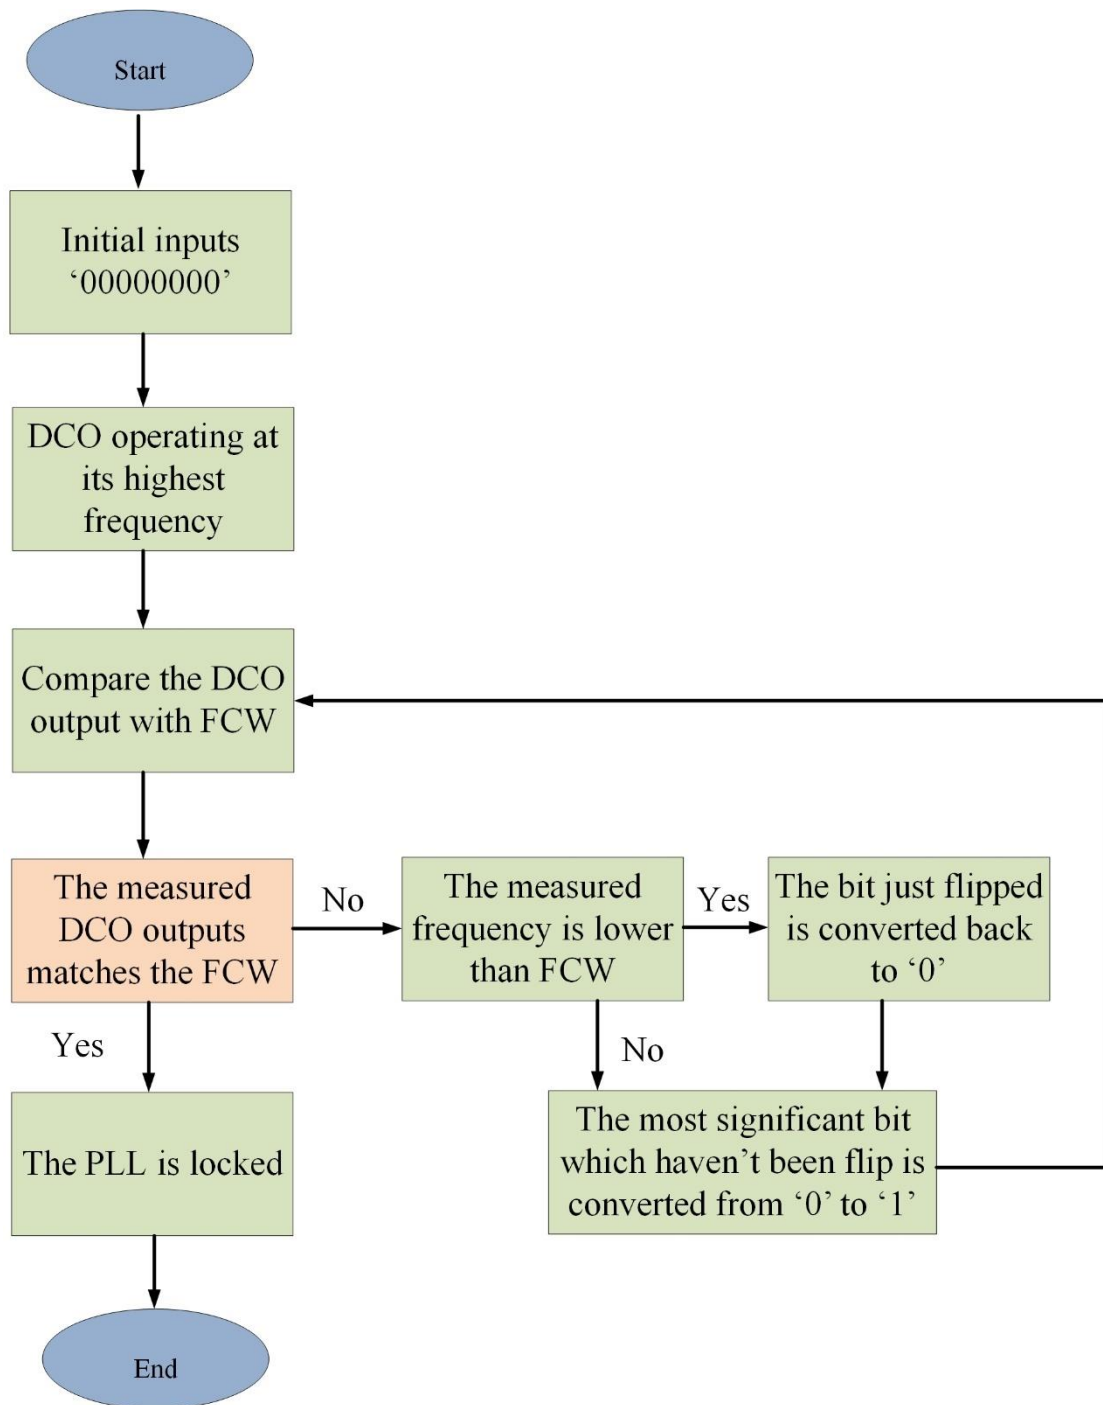 Start
Initial inputs
‘00000000’
DCO operating at
its highest
frequency
Compare the DCO
output with FCW
The measured
DCO outputs
matches the FCW
No
The measured
frequency is lower
than FCW
Yes
The bit just flipped
is converted back
to ‘0’
Yes
No
The PLL is locked
The most significant bit
which haven’t been flip is
converted from ‘0’ to ‘1’
End